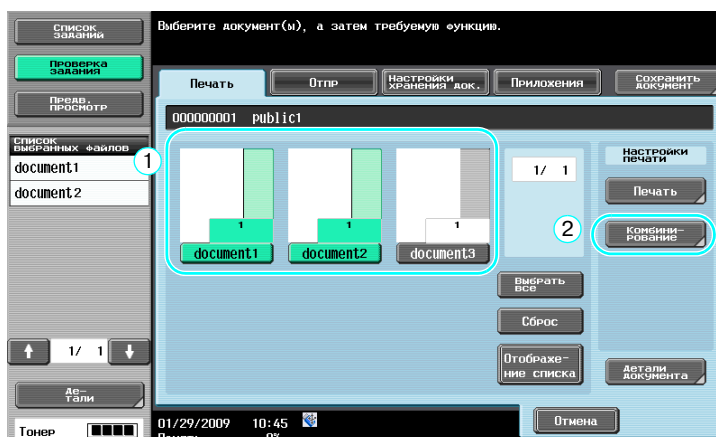 Список
заданий
Выберите документ(ы), а затем требуемую функцию.
Проверка
задания
Предв.
просмотр
Печать
Отпр
Настройки
хранения док.
Приложения
Сохранить
документ
000000001 public1
Список
выбранных файлов
document1
document2
1
1
document1
1
document2
1
document3
1/ 1
2
Настройки
печати
Печать
Комбини-
рование
Выбрать
все
Сброс
Отображе-
ние списка
Детали
документа
1/ 1
Де-
тали
Отмена
Тонер
01/29/2009 10:45